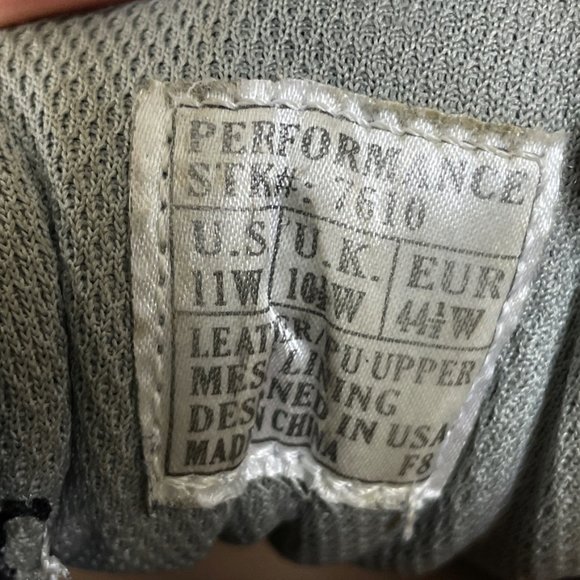 PERFORMANCE
STK#: 7610
U.S. U.K. EUR
11W 10½W 44½W
LEATHER/PU UPPER
MESH LINING
DESIGNED IN USA
MADE IN CHINA F8